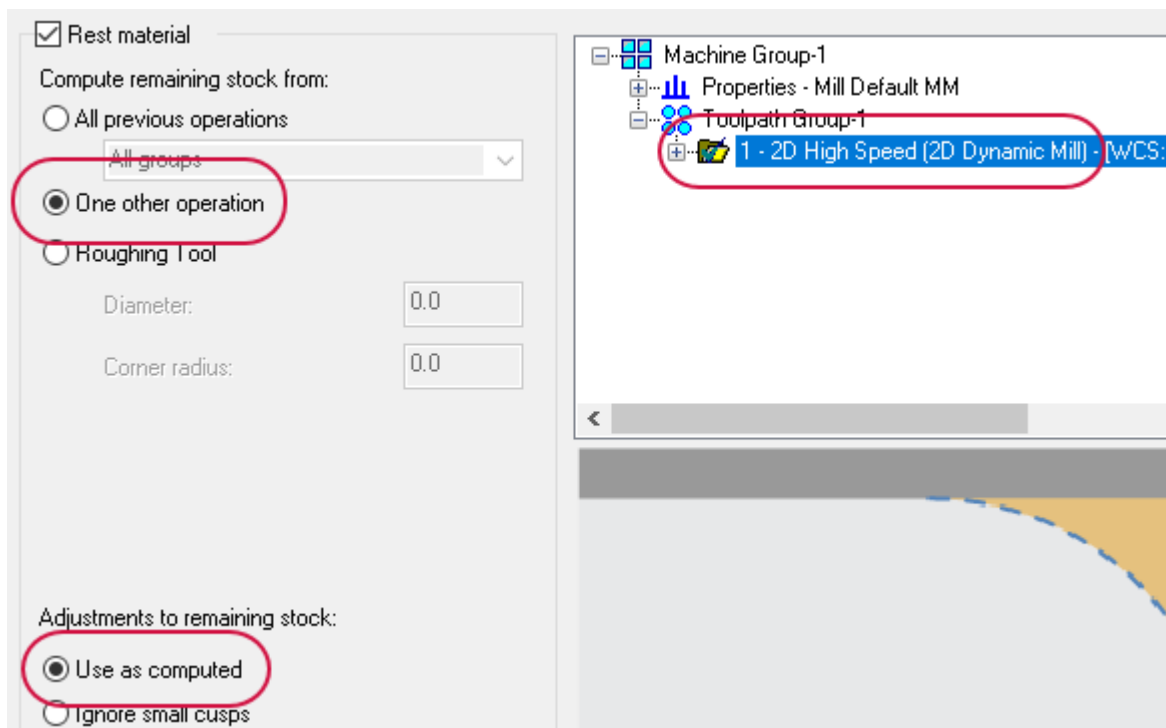 Rest material
Compute remaining stock from:
All previous operations
All groups
One other operation
Roughing Tool
Diameter:
0.0
Corner radius:
0.0
Adjustments to remaining stock:
Use as computed
Ignore small cusps
Machine Group-1
Properties - Mill Default MM
Toolpath Group-1
1 - 2D High Speed (2D Dynamic Mill) - [WCS: